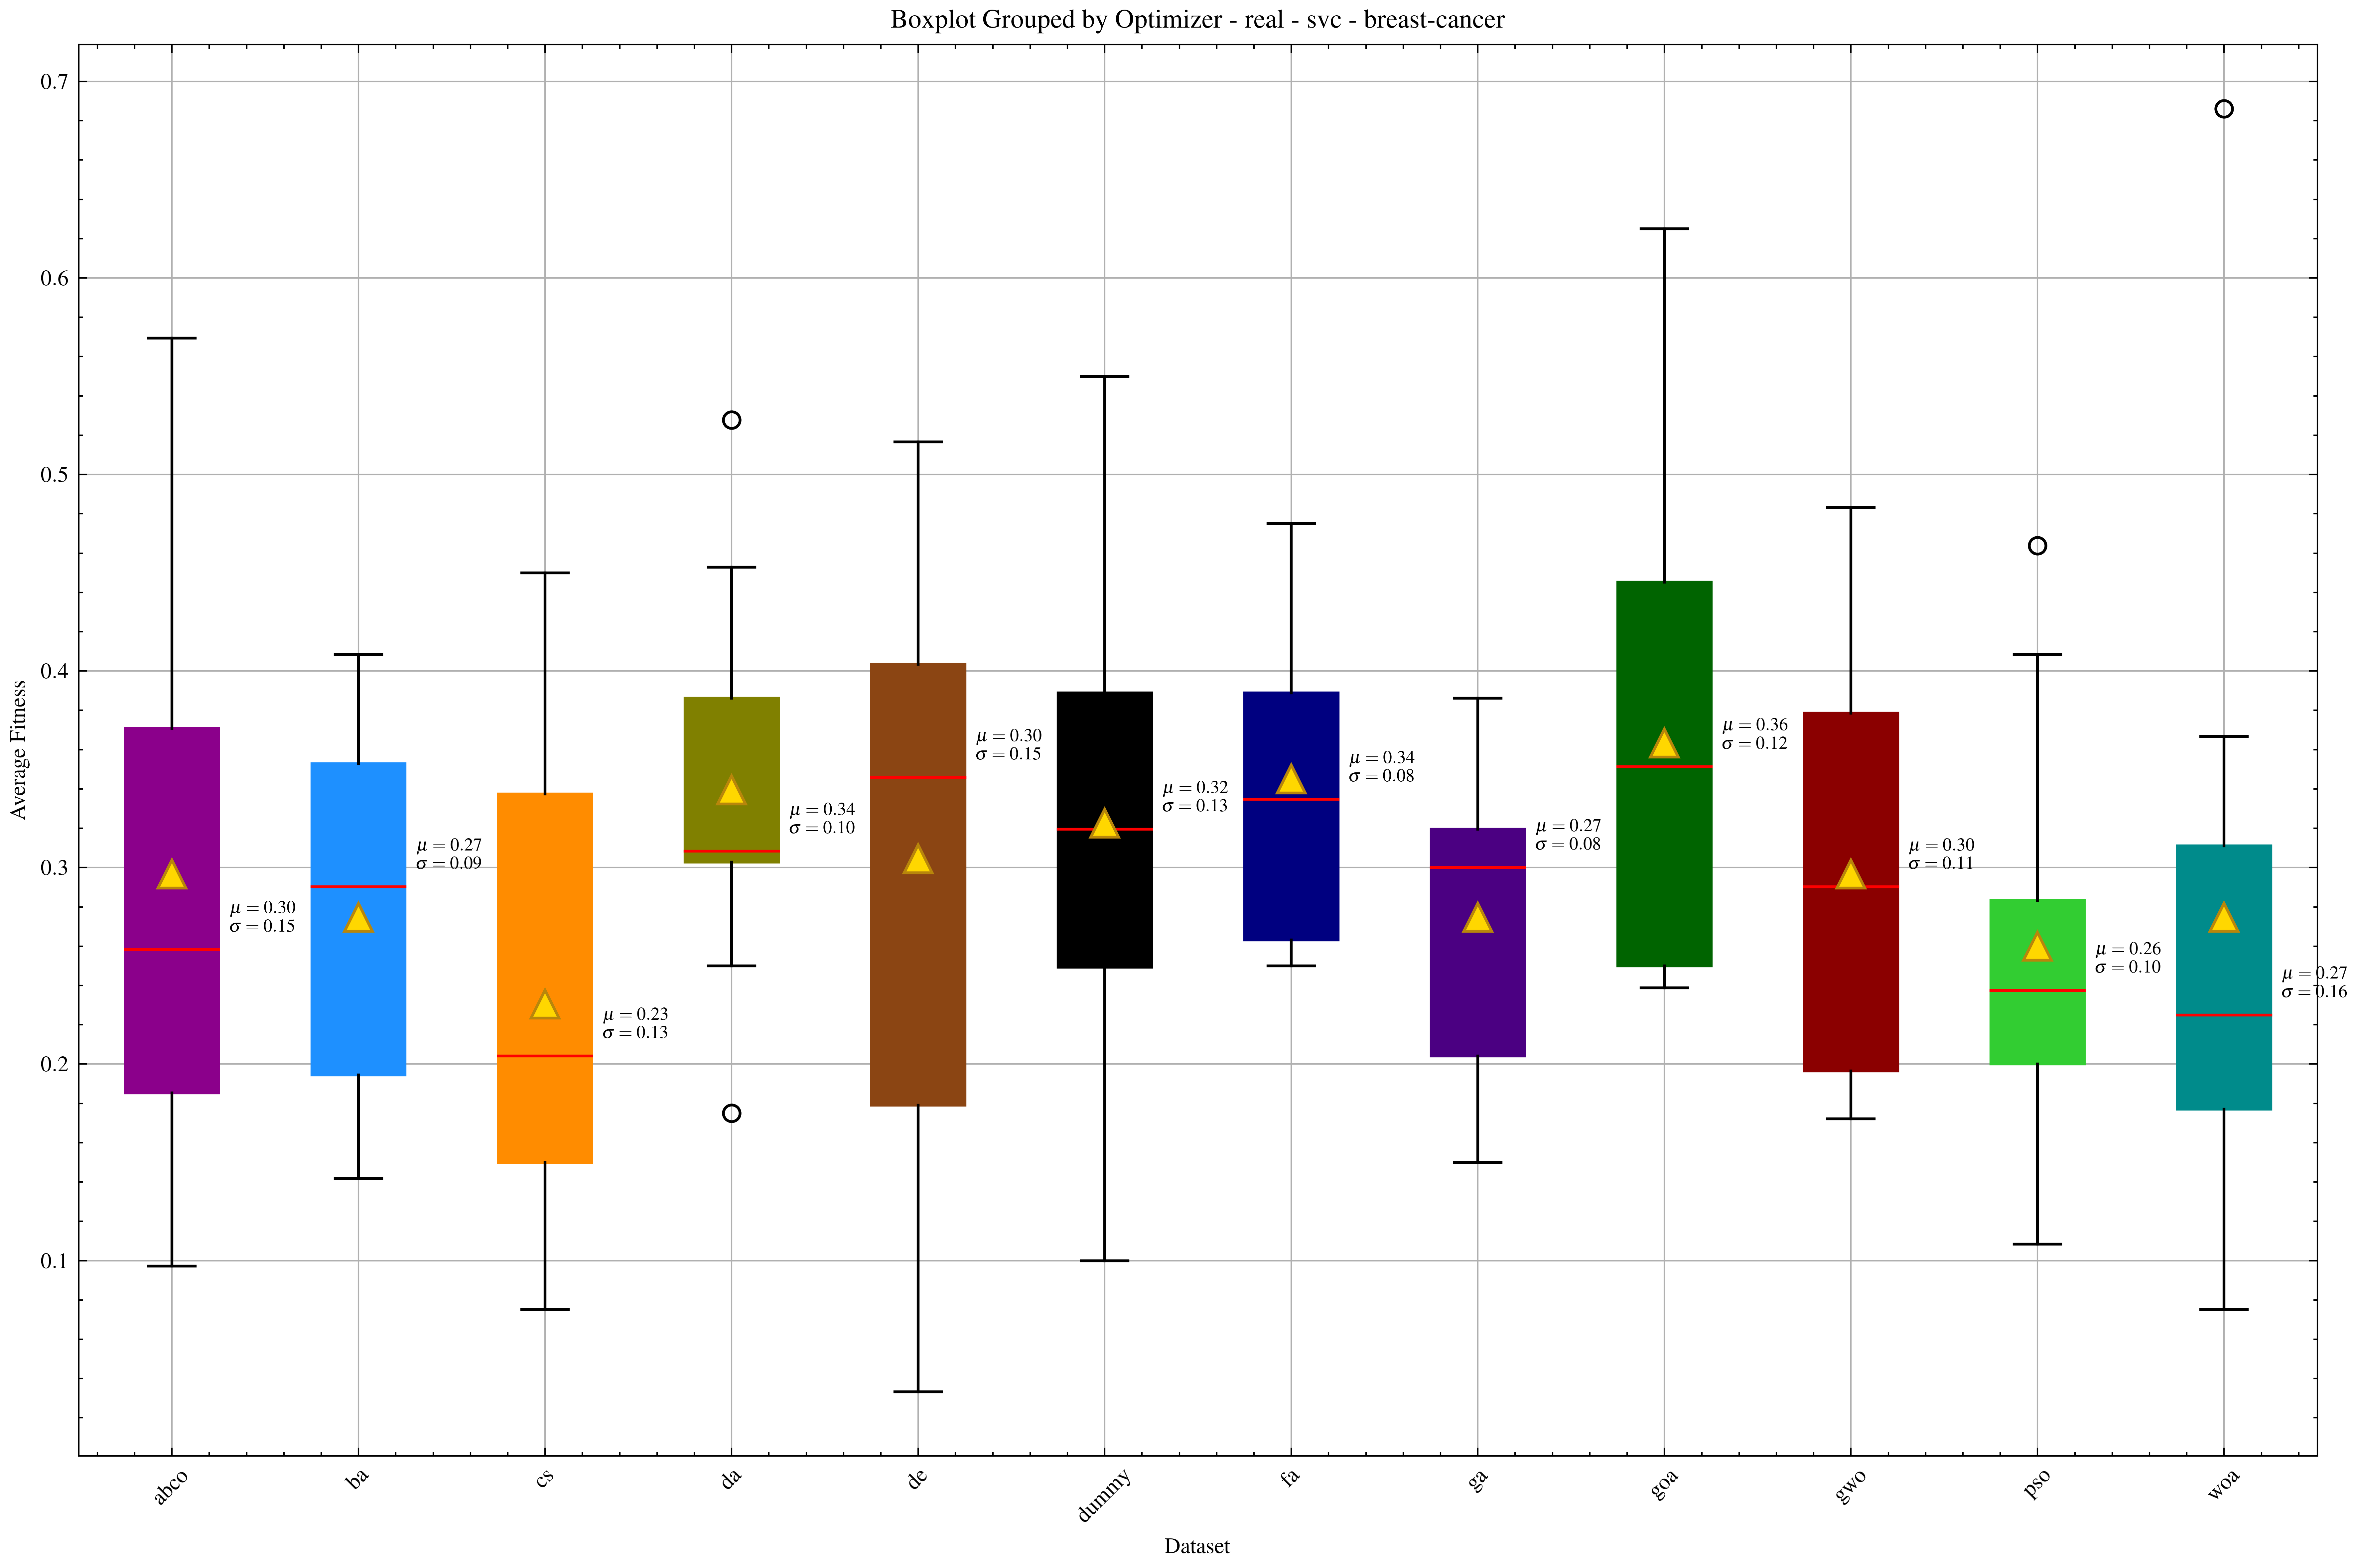 Boxplot Grouped by Optimizer - real - svc - breast-cancer
0.7
0.6
0.5
0.4
0.3
0.2
0.1
Average Fitness
μ = 0.30
σ = 0.15
μ = 0.27
σ = 0.09
μ = 0.23
σ = 0.13
μ = 0.34
σ = 0.10
μ = 0.30
σ = 0.15
μ = 0.32
σ = 0.13
μ = 0.34
σ = 0.08
μ = 0.27
σ = 0.08
μ = 0.36
σ = 0.12
μ = 0.30
σ = 0.11
μ = 0.26
σ = 0.10
μ = 0.27
σ = 0.16
abco
ba
cs
da
de
dummy
fa
ga
goa
gwo
pso
woa
Dataset